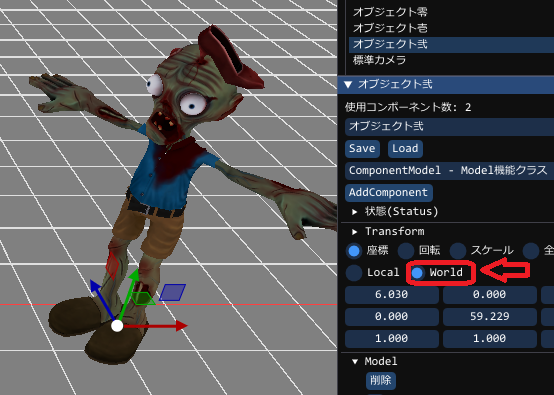 オブジェクト零
オブジェクト壱
オブジェクト弐
標準カメラ
▼ オブジェクト弐
使用コンポーネント数: 2
オブジェクト弐
Save Load
ComponentModel - Model機能クラス
AddComponent
▶ 状態(Status)
▶ Transform
座標 回転 スケール 全
Local World
6.030 0.000
0.000 59.229
1.000 1.000
▼ Model
削除